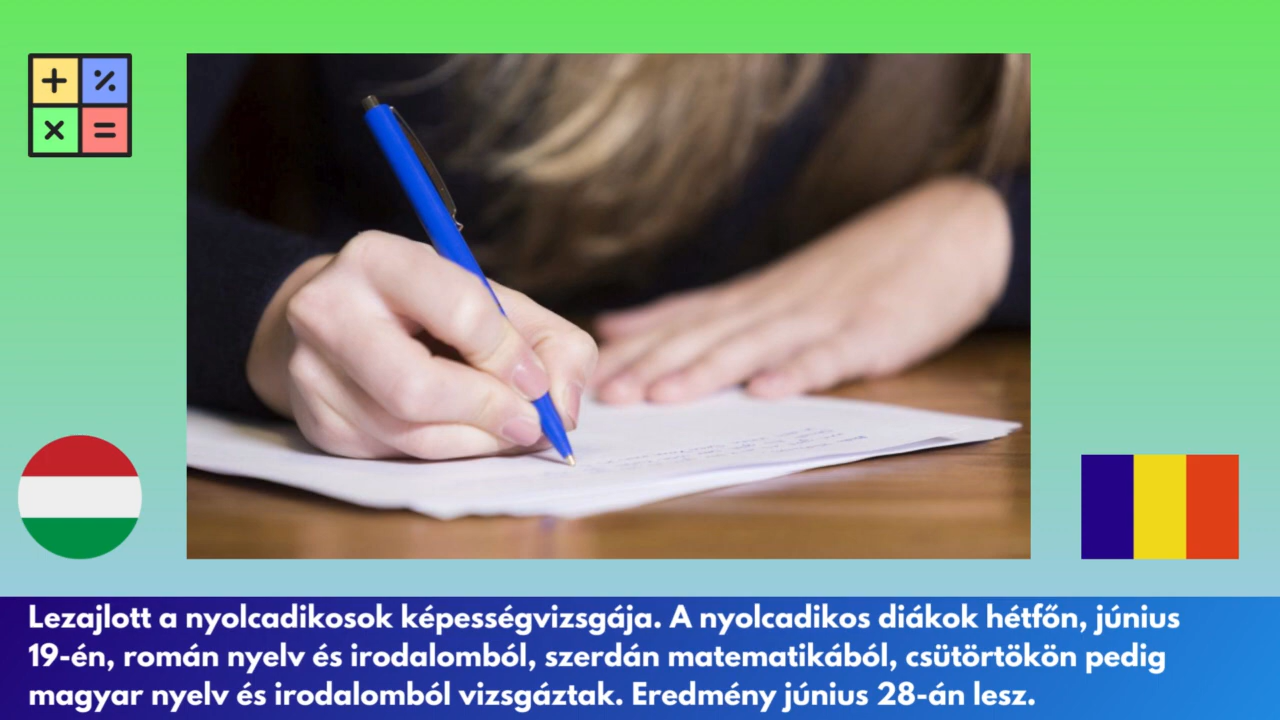 Lezajlott a nyolcadikosok képességvizsgája. A nyolcadikos diákok hétfőn, június
19-én, román nyelv és irodalomból, szerdán matematikából, csütörtökön pedig
magyar nyelv és irodalomból vizsgáztak. Eredmény június 28-án lesz.